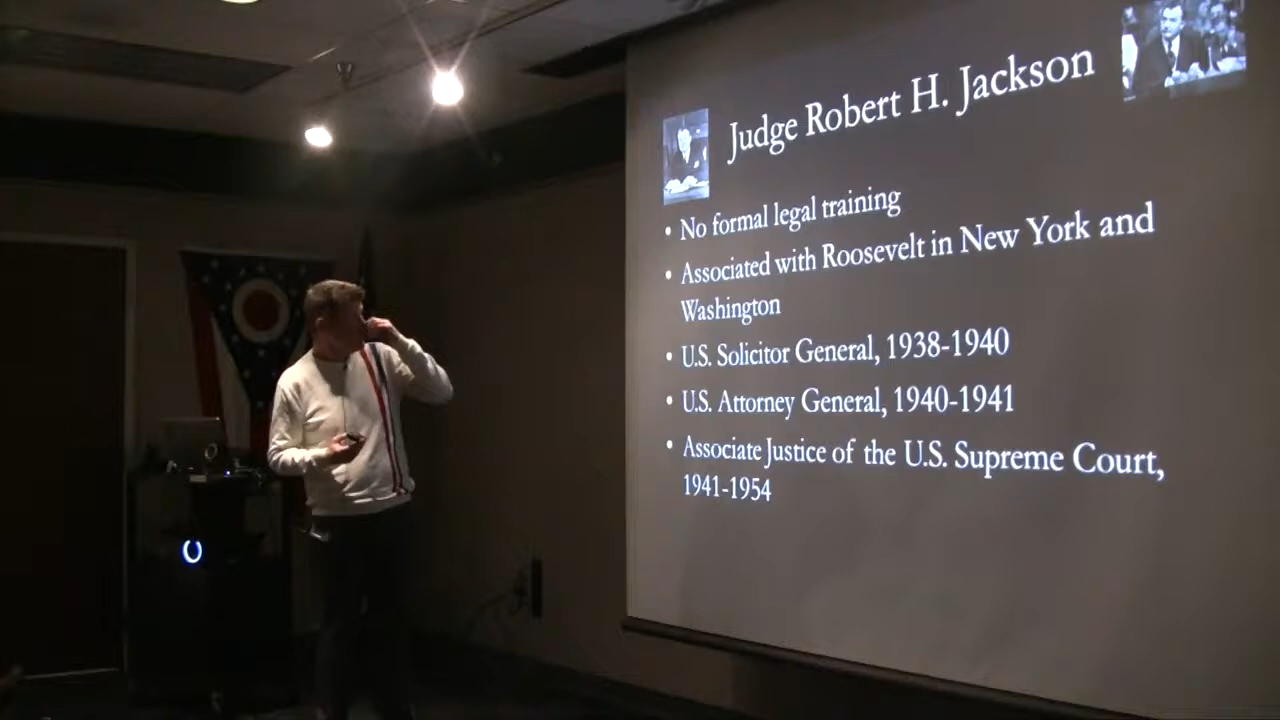 Judge Robert H. Jackson
• No formal legal training
• Associated with Roosevelt in New York and
Washington
• U.S. Solicitor General, 1938-1940
• U.S. Attorney General, 1940-1941
• Associate Justice of the U.S. Supreme Court,
1941-1954